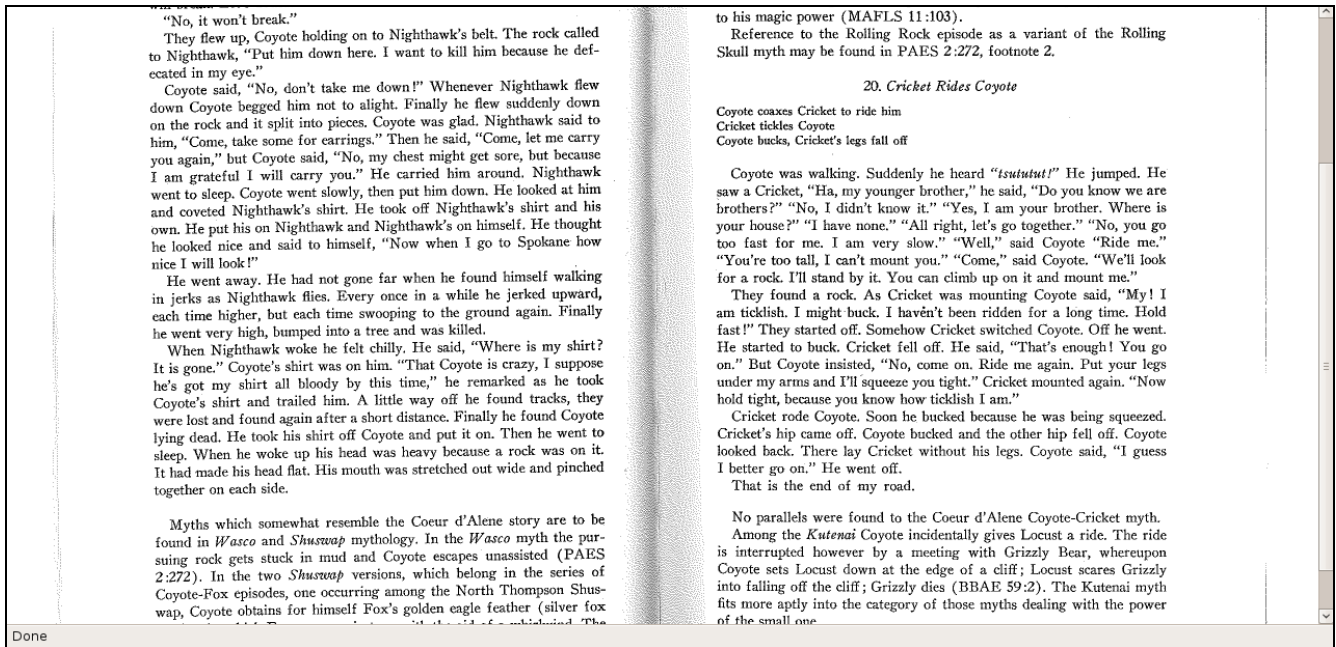 "No, it won't break."
They flew up, Coyote holding on to Nighthawk's belt. The rock called
to Nighthawk, "Put him down here. I want to kill him because he def-
ecated in my eye."
Coyote said, "No, don't take me down!" Whenever Nighthawk flew
down Coyote begged him not to alight. Finally he flew suddenly down
on the rock and it split into pieces. Coyote was glad. Nighthawk said to
him, "Come, take some for earrings." Then he said, "Come, let me carry
you again," but Coyote said, "No, my chest might get sore, but because
I am grateful I will carry you." He carried him around. Nighthawk
went to sleep. Coyote went slowly, then put him down. He looked at him
and coveted Nighthawk's shirt. He took off Nighthawk's shirt and his
own. He put his on Nighthawk and Nighthawk's on himself. He thought
he looked nice and said to himself, "Now when I go to Spokane how
nice I will look!"
He went away. He had not gone far when he found himself walking
in jerks as Nighthawk flies. Every once in a while he jerked upward,
each time higher, but each time swooping to the ground again. Finally
he went very high, bumped into a tree and was killed.
When Nighthawk woke he felt chilly. He said, "Where is my shirt?
It is gone." Coyote's shirt was on him. "That Coyote is crazy, I suppose
he's got my shirt all bloody by this time," he remarked as he took
Coyote's shirt and trailed him. A little way off he found tracks, they
were lost and found again after a short distance. Finally he found Coyote
lying dead. He took his shirt off Coyote and put it on. Then he went to
sleep. When he woke up his head was heavy because a rock was on it.
It had made his head flat. His mouth was stretched out wide and pinched
together on each side.
Myths which somewhat resemble the Coeur d'Alene story are to be
found in Wasco and Shuswap mythology. In the Wasco myth the pur-
suing rock gets stuck in mud and Coyote escapes unassisted (PAES
2:272). In the two Shuswap versions, which belong in the series of
Coyote-Fox episodes, one occurring among the North Thompson Shus-
wap, Coyote obtains for himself Fox's golden eagle feather (silver fox
to his magic power (MAFLS 11:103).
Reference to the Rolling Rock episode as a variant of the Rolling
Skull myth may be found in PAES 2:272, footnote 2.
20. Cricket Rides Coyote
Coyote coaxes Cricket to ride him
Cricket tickles Coyote
Coyote bucks, Cricket's legs fall off
Coyote was walking. Suddenly he heard "tsututut!" He jumped. He
saw a Cricket, "Ha, my younger brother," he said, "Do you know we are
brothers?" "No, I didn't know it." "Yes, I am your brother. Where is
your house?" "I have none." "All right, let's go together." "No, you go
too fast for me. I am very slow." "Well," said Coyote "Ride me."
"You're too tall, I can't mount you." "Come," said Coyote. "We'll look
for a rock. I'll stand by it. You can climb up on it and mount me."
They found a rock. As Cricket was mounting Coyote said, "My! I
am ticklish. I might buck. I haven't been ridden for a long time. Hold
fast!" They started off. Somehow Cricket switched Coyote. Off he went.
He started to buck. Cricket fell off. He said, "That's enough! You go
on." But Coyote insisted, "No, come on. Ride me again. Put your legs
under my arms and I'll squeeze you tight." Cricket mounted again. "Now
hold tight, because you know how ticklish I am."
Cricket rode Coyote. Soon he bucked because he was being squeezed.
Cricket's hip came off. Coyote bucked and the other hip fell off. Coyote
looked back. There lay Cricket without his legs. Coyote said, "I guess
I better go on." He went off.
That is the end of my road.
No parallels were found to the Coeur d'Alene Coyote-Cricket myth.
Among the Kutenai Coyote incidentally gives Locust a ride. The ride
is interrupted however by a meeting with Grizzly Bear, whereupon
Coyote sets Locust down at the edge of a cliff; Locust scares Grizzly
into falling off the cliff; Grizzly dies (BBAE 59:2). The Kutenai myth
fits more aptly into the category of those myths dealing with the power
of the small one
Done